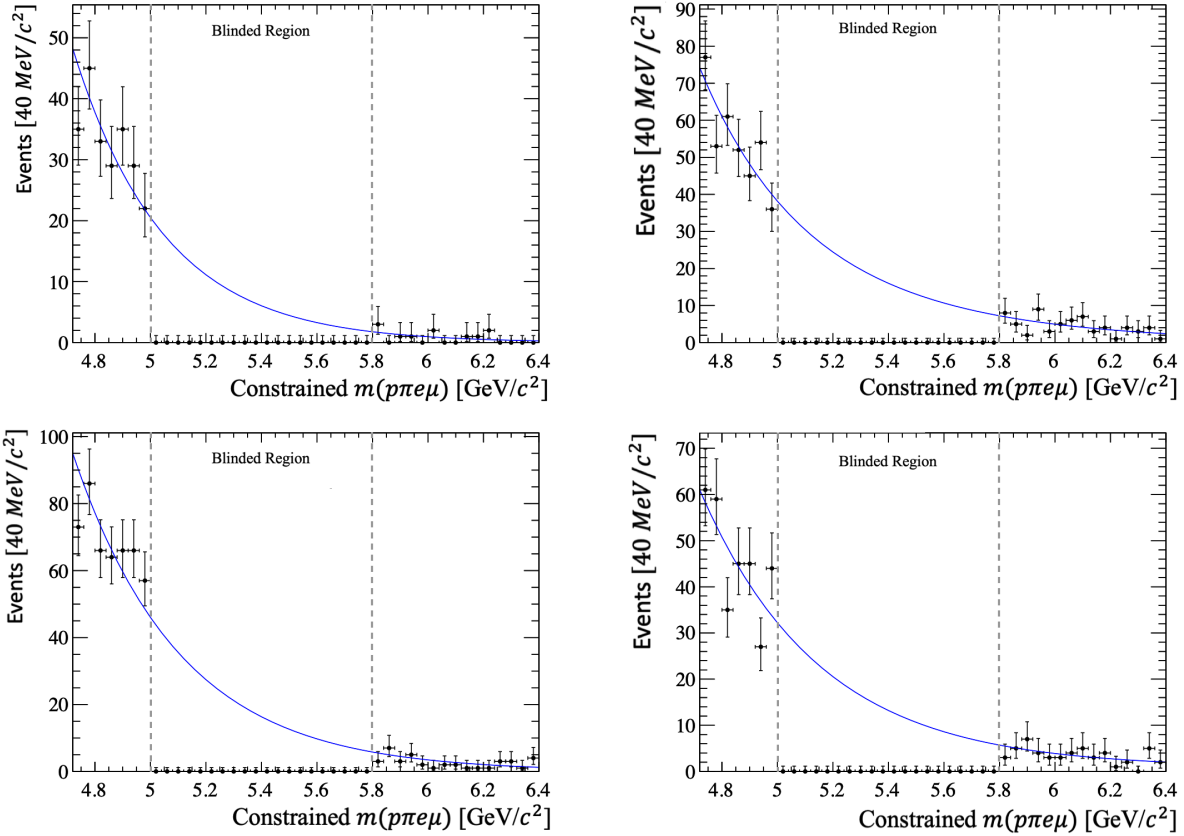 Blinded Region
Events [40 MeV/c²]
50
40
30
20
10
0
4.8 5 5.2 5.4 5.6 5.8 6 6.2 6.4
Constrained m(pπeμ) [GeV/c²]
Blinded Region
Events [40 MeV/c²]
90
80
70
60
50
40
30
20
10
0
4.8 5 5.2 5.4 5.6 5.8 6 6.2 6.4
Constrained m(pπeμ) [GeV/c²]
Blinded Region
Events [40 MeV/c²]
100
80
60
40
20
0
4.8 5 5.2 5.4 5.6 5.8 6 6.2 6.4
Constrained m(pπeμ) [GeV/c²]
Blinded Region
Events [40 MeV/c²]
70
60
50
40
30
20
10
0
4.8 5 5.2 5.4 5.6 5.8 6 6.2 6.4
Constrained m(pπeμ) [GeV/c²]